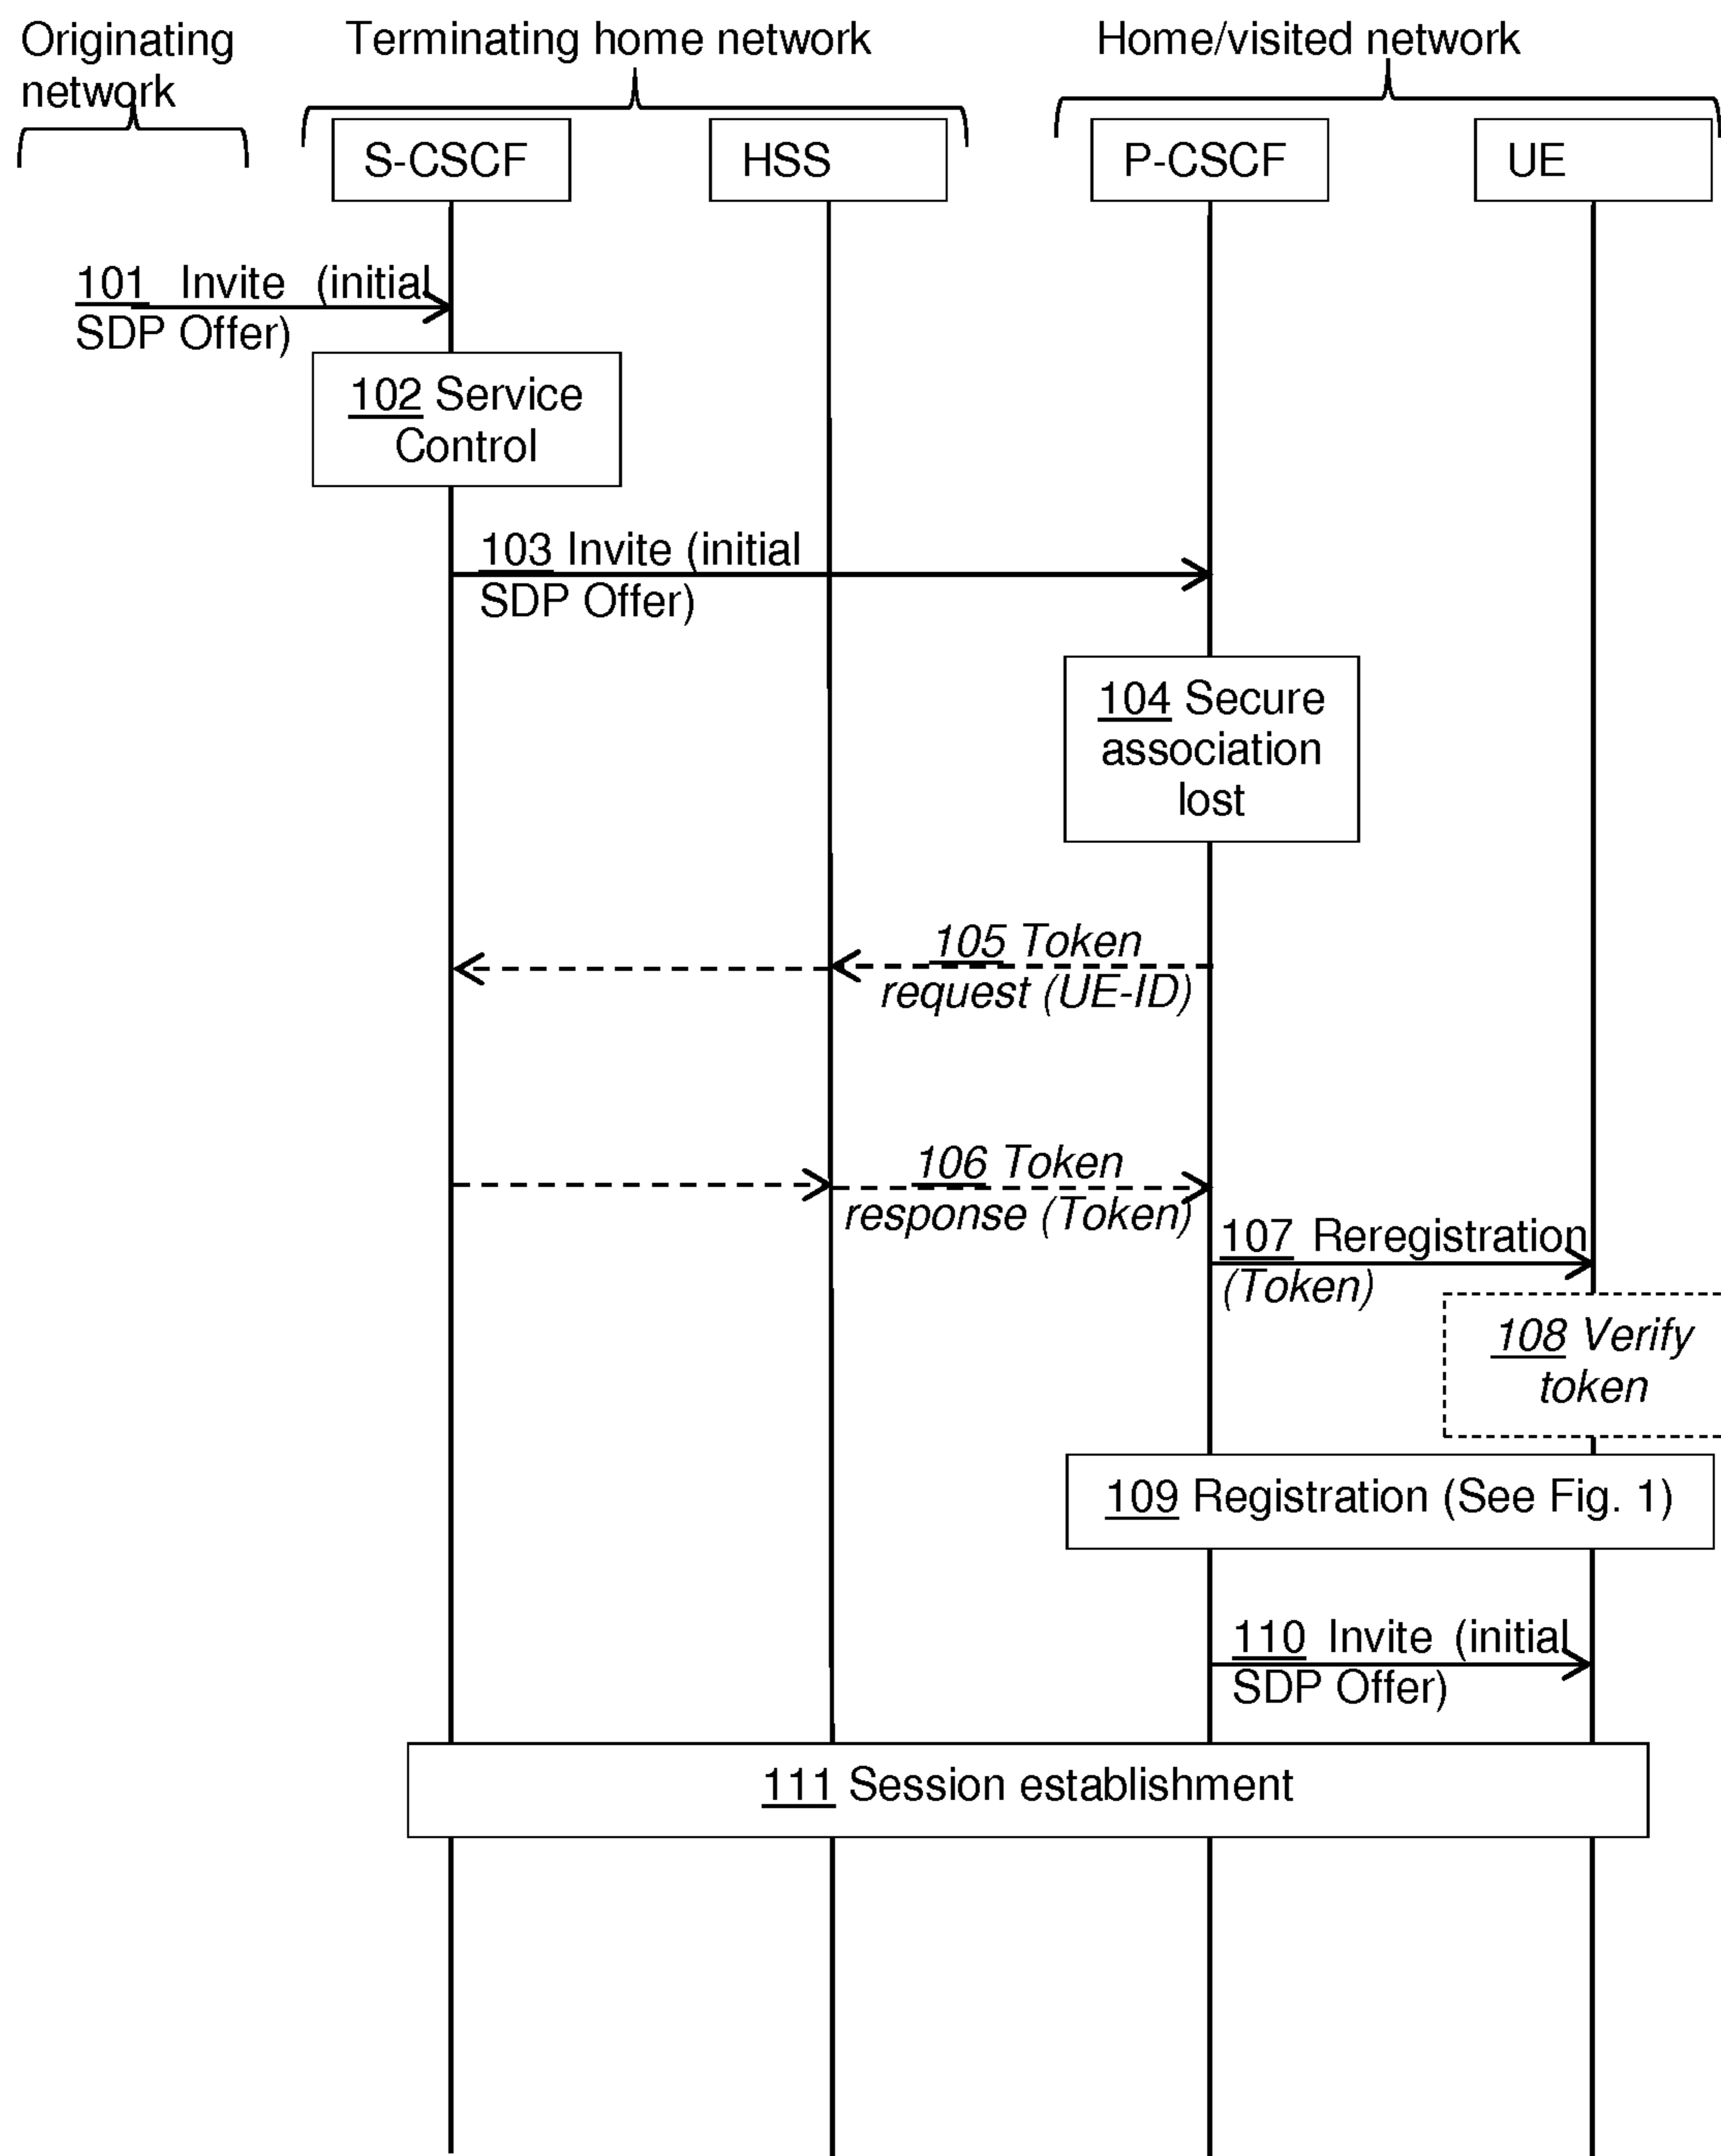 Originating
network
Terminating home network
Home/visited network
S-CSCF
HSS
P-CSCF
UE
101 Invite (initial
SDP Offer)
102 Service
Control
103 Invite (initial
SDP Offer)
104 Secure
association
lost
105 Token
request (UE-ID)
106 Token
response (Token)
107 Reregistration
(Token)
108 Verify
token
109 Registration (See Fig. 1)
110 Invite (initial
SDP Offer)
111 Session establishment